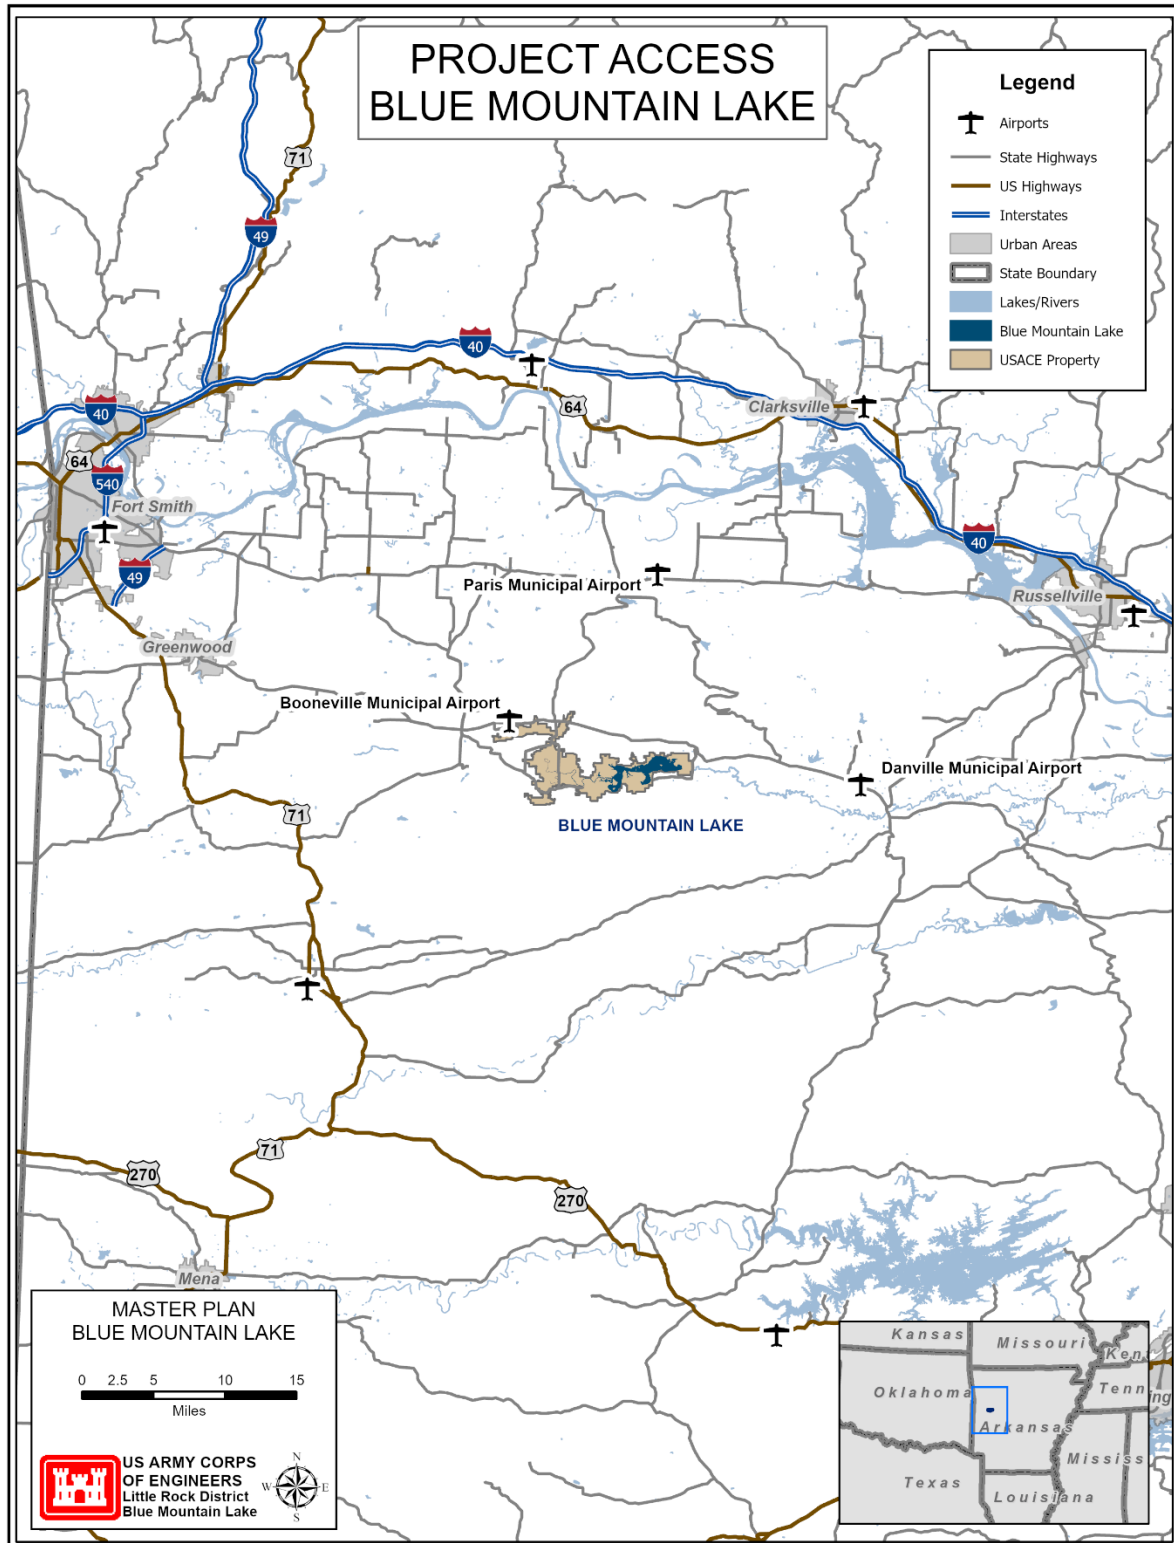 PROJECT ACCESS
BLUE MOUNTAIN LAKE
Legend
Airports
State Highways
US Highways
Interstates
Urban Areas
State Boundary
Lakes/Rivers
Blue Mountain Lake
USACE Property
71
49
40
40
64
Clarksville
64
540
Fort Smith
49
40
Paris Municipal Airport
Russellville
Greenwood
Booneville Municipal Airport
Danville Municipal Airport
BLUE MOUNTAIN LAKE
71
71
270
270
Mena
MASTER PLAN
BLUE MOUNTAIN LAKE
0 2.5 5 10 15
Miles
US ARMY CORPS
OF ENGINEERS
Little Rock District
Blue Mountain Lake
N
W E
S
Kansas
Missouri
Ken
Oklahoma
Tenn
ing
Arkansas
Mississ
Texas
Louisiana